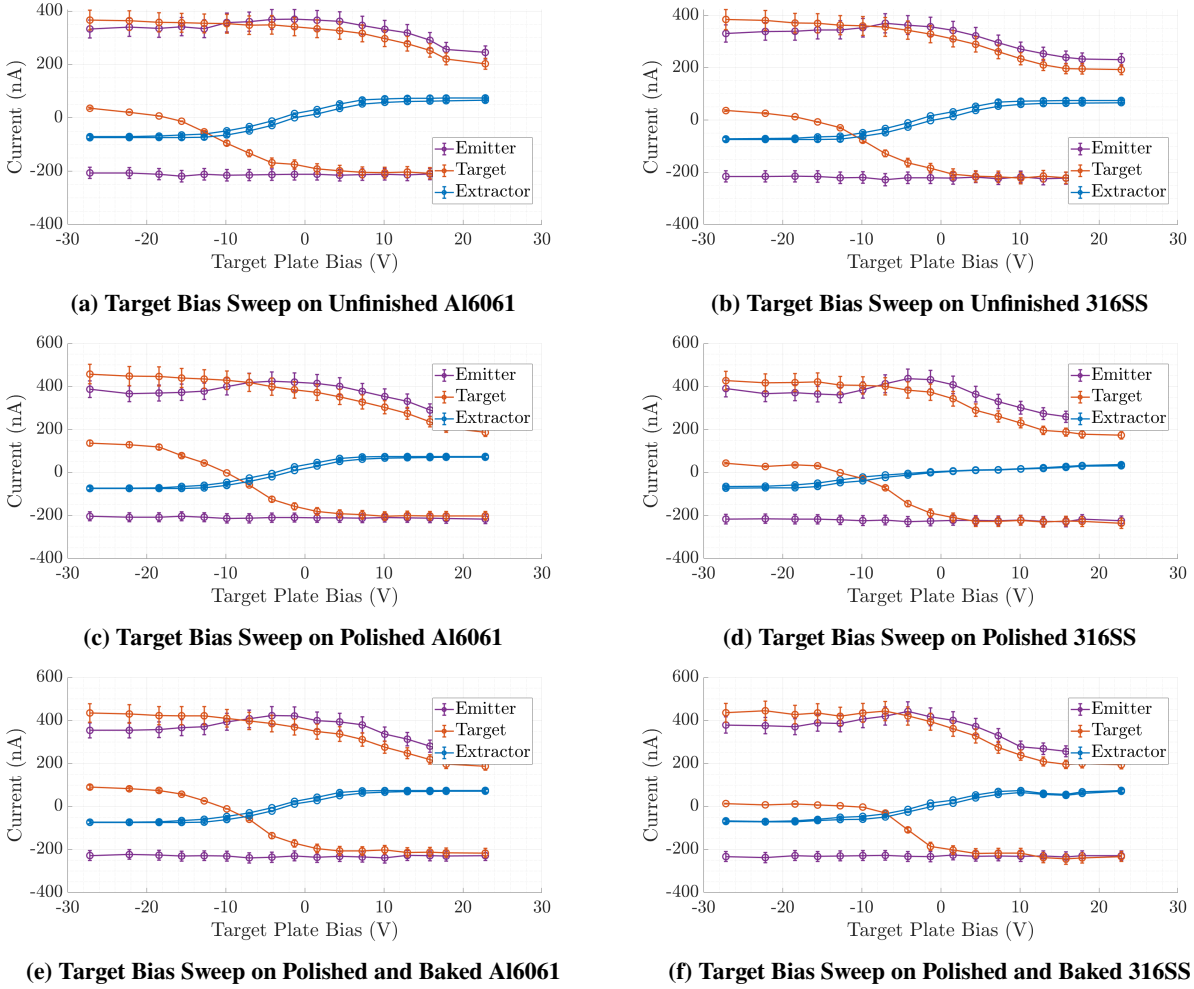 400
200
0
-200
-400
Current (nA)
-30 -20 -10 0 10 20 30
Target Plate Bias (V)
Emitter
Target
Extractor
(a) Target Bias Sweep on Unfinished Al6061
400
200
0
-200
-400
Current (nA)
-30 -20 -10 0 10 20 30
Target Plate Bias (V)
Emitter
Target
Extractor
(b) Target Bias Sweep on Unfinished 316SS
600
400
200
0
-200
-400
Current (nA)
-30 -20 -10 0 10 20 30
Target Plate Bias (V)
Emitter
Target
Extractor
(c) Target Bias Sweep on Polished Al6061
600
400
200
0
-200
-400
Current (nA)
-30 -20 -10 0 10 20 30
Target Plate Bias (V)
Emitter
Target
Extractor
(d) Target Bias Sweep on Polished 316SS
600
400
200
0
-200
-400
Current (nA)
-30 -20 -10 0 10 20 30
Target Plate Bias (V)
Emitter
Target
Extractor
(e) Target Bias Sweep on Polished and Baked Al6061
600
400
200
0
-200
-400
Current (nA)
-30 -20 -10 0 10 20 30
Target Plate Bias (V)
Emitter
Target
Extractor
(f) Target Bias Sweep on Polished and Baked 316SS